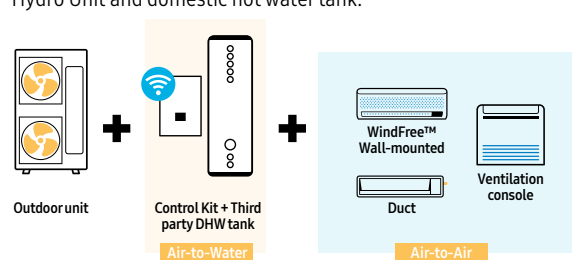 Hydro Unit and domestic hot water tank.
WindFree™
Wall-mounted
Duct
Ventilation
console
Outdoor unit
Control Kit + Third
party DHW tank
Air-to-Water
Air-to-Air